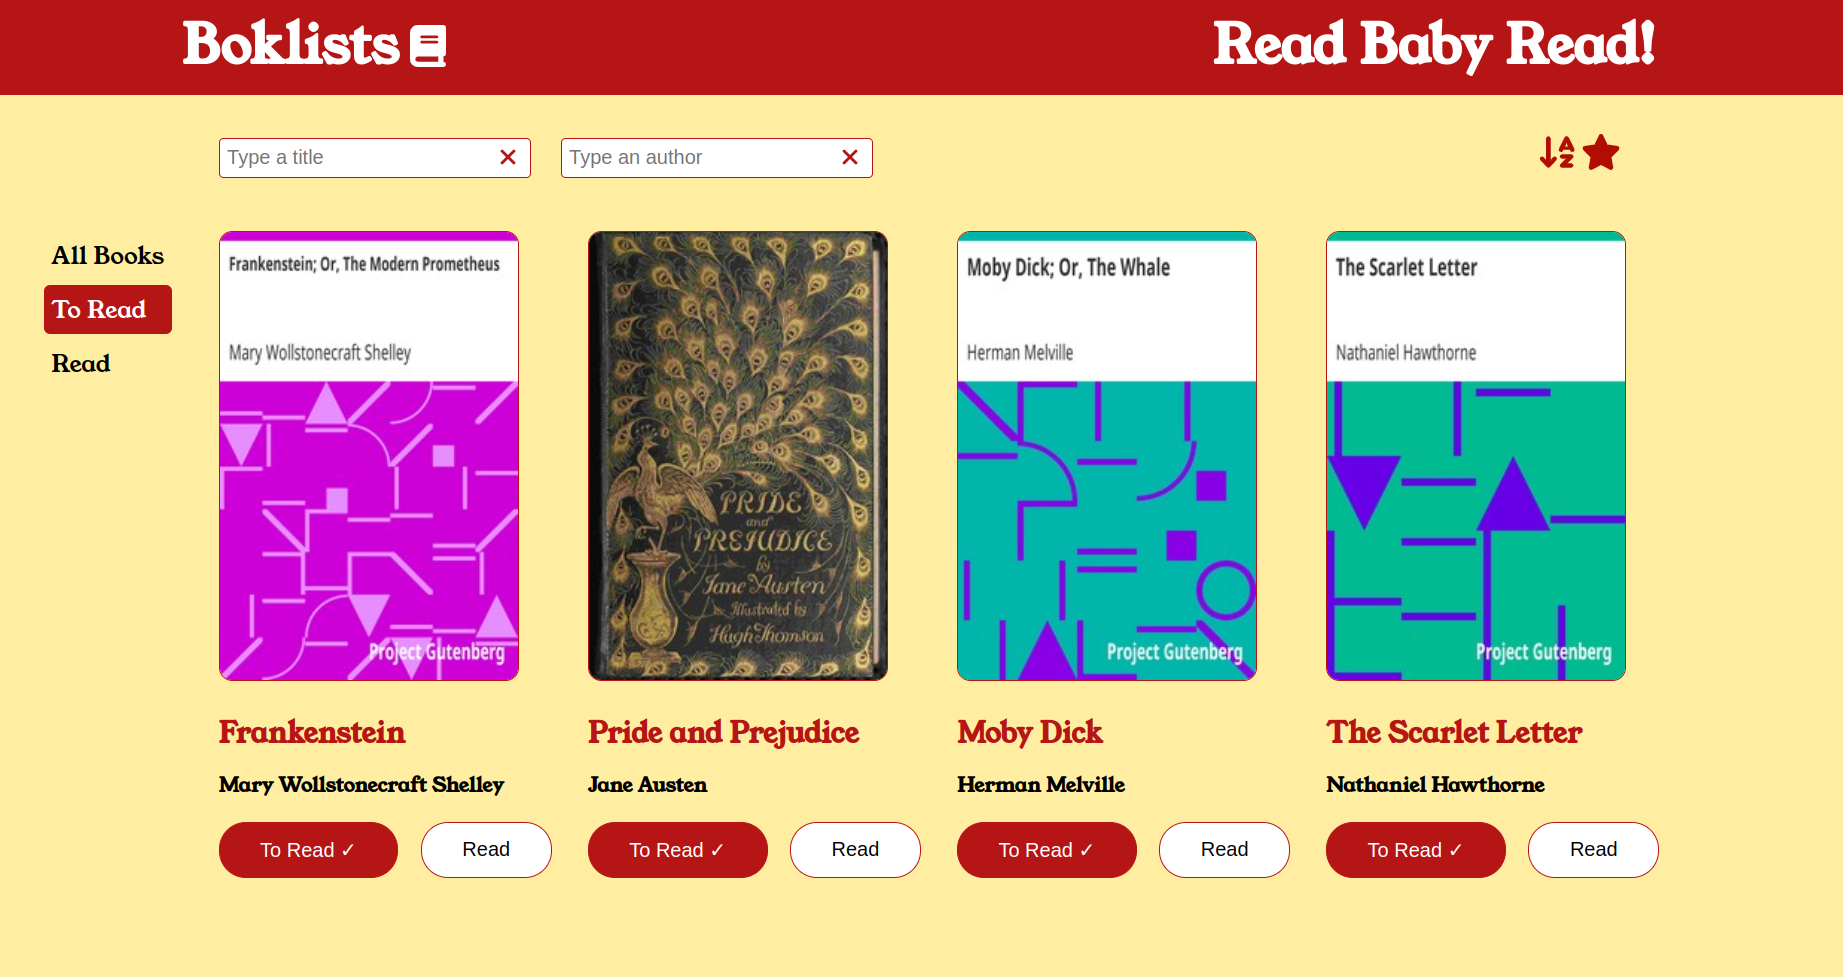 Boklists
Read Baby Read!
Type a title
Type an author
All Books
To Read
Read
Frankenstein; Or, The Modern Prometheus
Mary Wollstonecraft Shelley
Project Gutenberg
PRIDE
and
PREJUDICE
by
Jane Austen
Illustrated by
Hugh Thomson
Moby Dick; Or, The Whale
Herman Melville
Project Gutenberg
The Scarlet Letter
Nathaniel Hawthorne
Project Gutenberg
Frankenstein
Mary Wollstonecraft Shelley
To Read ✓
Read
Pride and Prejudice
Jane Austen
To Read ✓
Read
Moby Dick
Herman Melville
To Read ✓
Read
The Scarlet Letter
Nathaniel Hawthorne
To Read ✓
Read